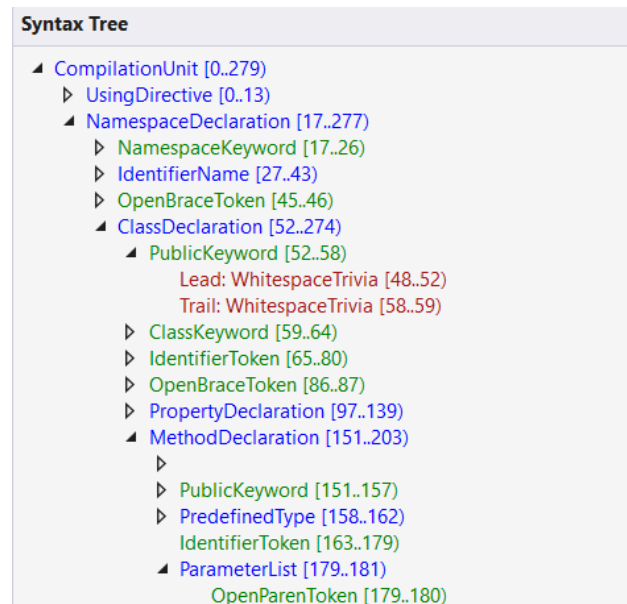 Syntax Tree
CompilationUnit [0..279)
UsingDirective [0..13)
NamespaceDeclaration [17..277)
NamespaceKeyword [17..26)
IdentifierName [27..43)
OpenBraceToken [45..46)
ClassDeclaration [52..274)
PublicKeyword [52..58)
Lead: WhitespaceTrivia [48..52)
Trail: WhitespaceTrivia [58..59)
ClassKeyword [59..64)
IdentifierToken [65..80)
OpenBraceToken [86..87)
PropertyDeclaration [97..139)
MethodDeclaration [151..203)
PublicKeyword [151..157)
PredefinedType [158..162)
IdentifierToken [163..179)
ParameterList [179..181)
OpenParenToken [179..180)